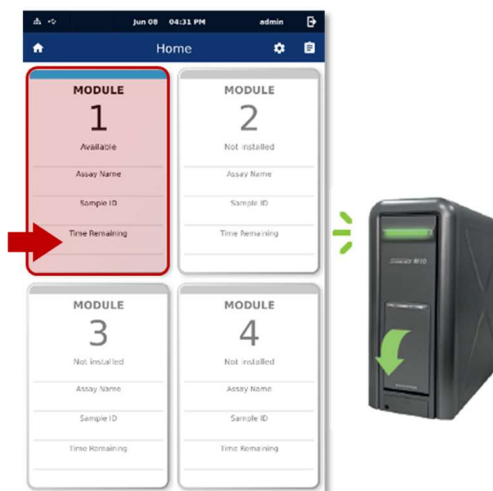 Jun 08 04:31 PM admin
Home
MODULE
1
Available
Assay Name
Sample ID
Time Remaining
MODULE
2
Not installed
Assay Name
Sample ID
Time Remaining
MODULE
3
Not installed
Assay Name
Sample ID
Time Remaining
MODULE
4
Not installed
Assay Name
Sample ID
Time Remaining